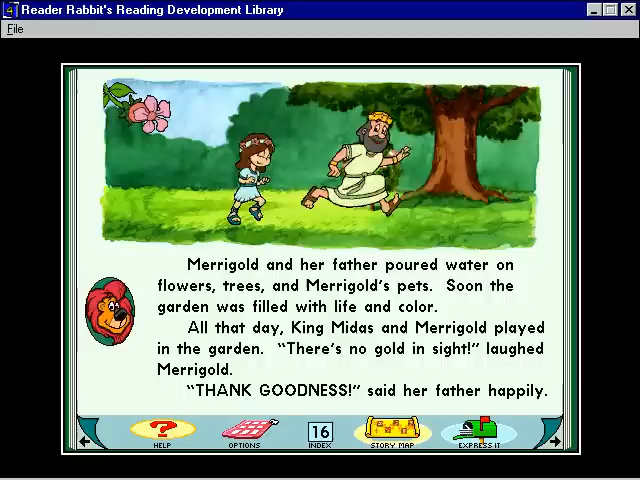 Reader Rabbit's Reading Development Library
File
Merrigold and her father poured water on
flowers, trees, and Merrigold's pets. Soon the
garden was filled with life and color.
All that day, King Midas and Merrigold played
in the garden. "There's no gold in sight!" laughed
Merrigold.
"THANK GOODNESS!" said her father happily.
?
HELP
OPTIONS
16
INDEX
STORY MAP
EXPRESS IT